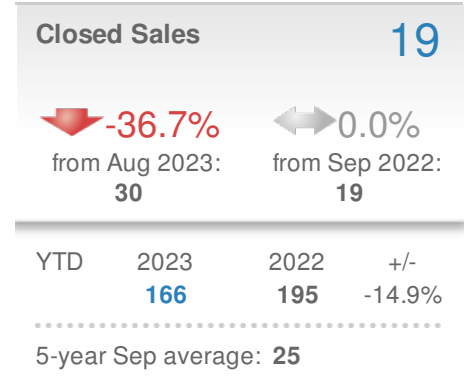 Closed Sales 19
-36.7% 0.0%
from Aug 2023: from Sep 2022:
30 19
YTD 2023 2022 +/-
166 195 -14.9%
5-year Sep average: 25